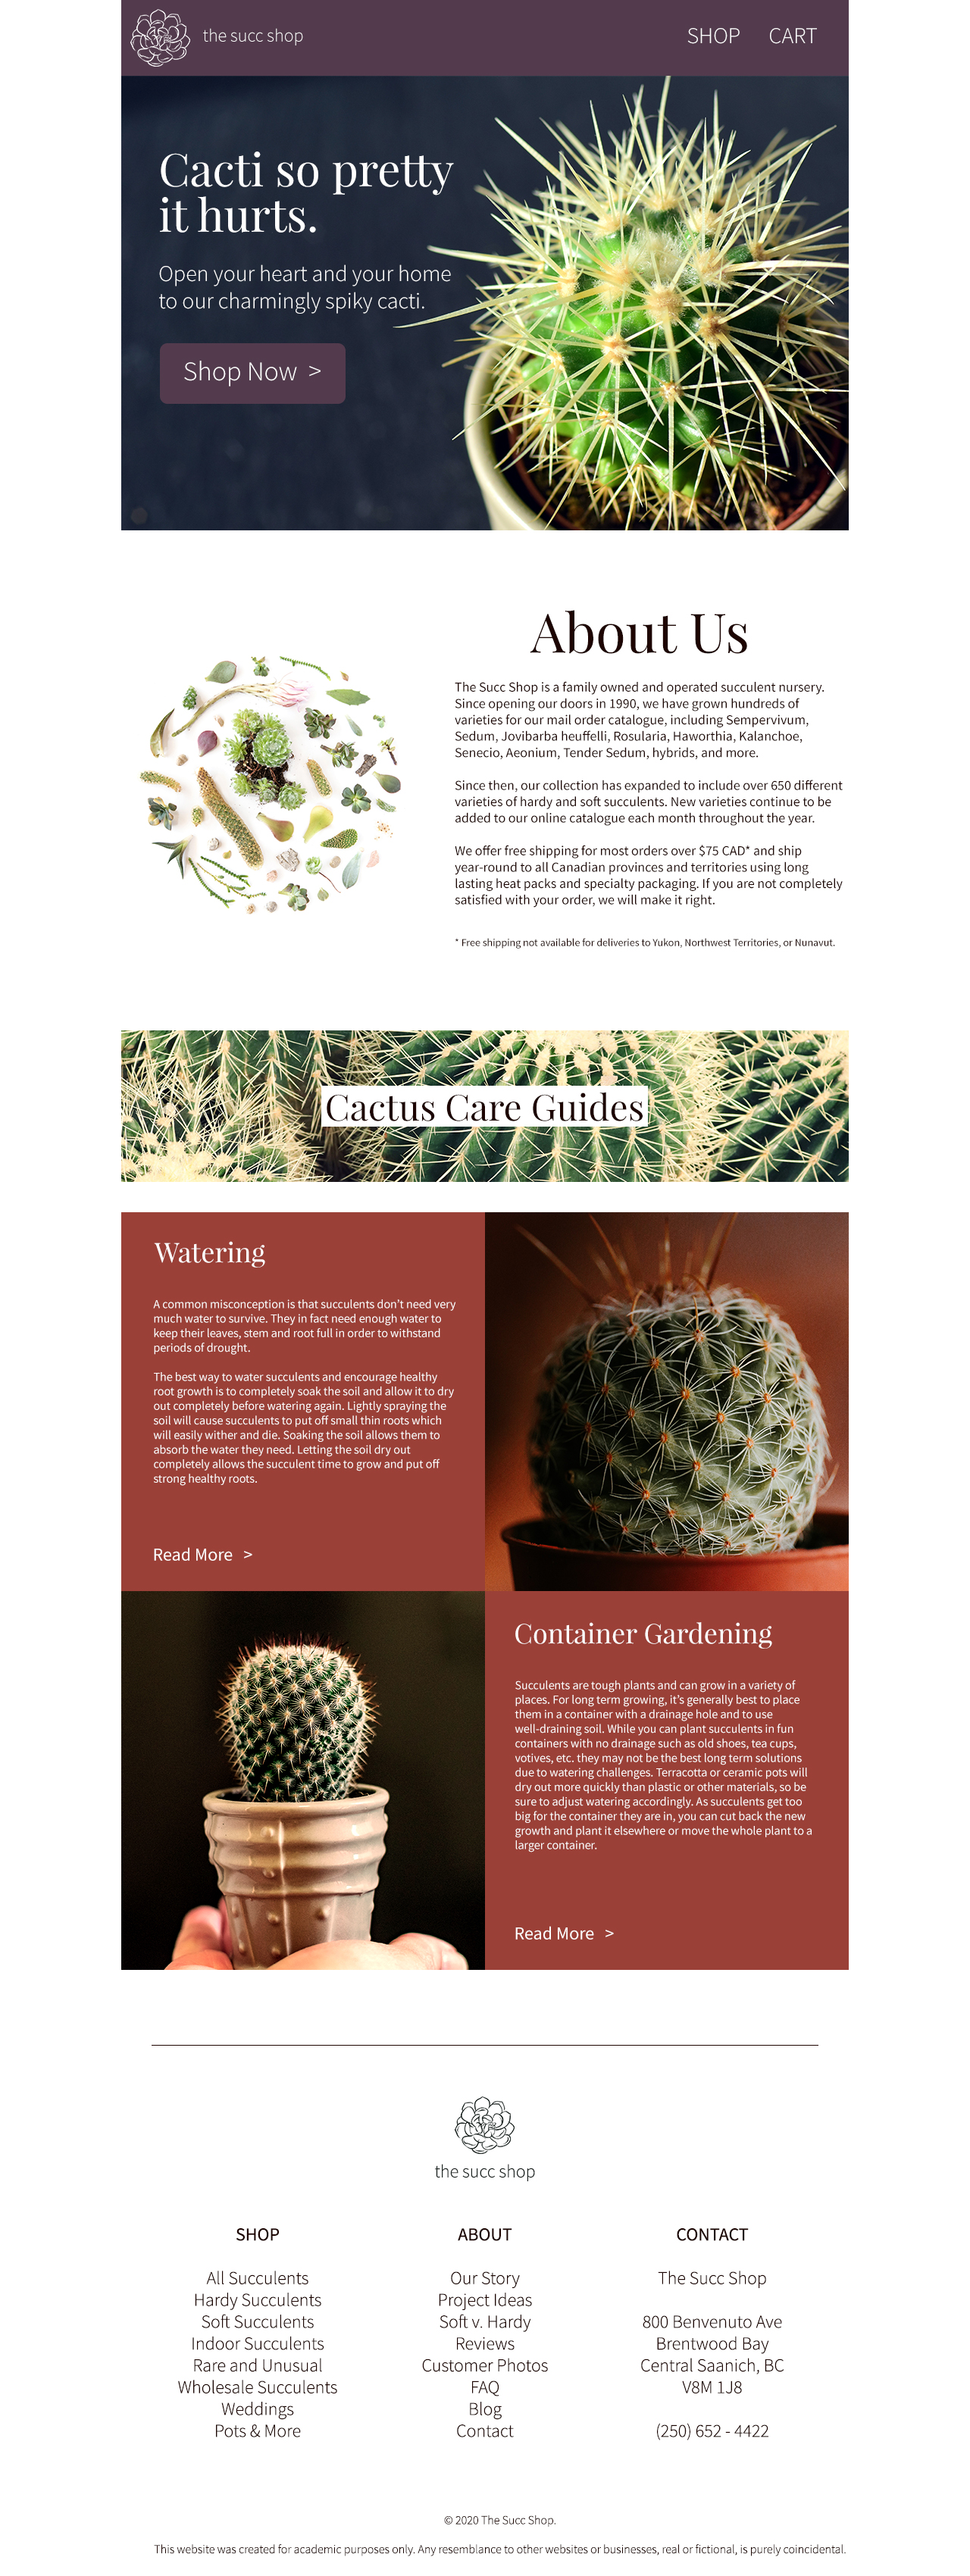 the succ shop
SHOP CART
Cacti so pretty
it hurts.
Open your heart and your home
to our charmingly spiky cacti.
Shop Now >
About Us
The Succ Shop is a family owned and operated succulent nursery.
Since opening our doors in 1990, we have grown hundreds of
varieties for our mail order catalogue, including Sempervivum,
Sedum, Jovibarba heuffelli, Rosularia, Haworthia, Kalanchoe,
Senecio, Aeonium, Tender Sedum, hybrids, and more.
Since then, our collection has expanded to include over 650 different
varieties of hardy and soft succulents. New varieties continue to be
added to our online catalogue each month throughout the year.
We offer free shipping for most orders over $75 CAD* and ship
year-round to all Canadian provinces and territories using long
lasting heat packs and specialty packaging. If you are not completely
satisfied with your order, we will make it right.
* Free shipping not available for deliveries to Yukon, Northwest Territories, or Nunavut.
Cactus Care Guides
Watering
A common misconception is that succulents don't need very
much water to survive. They in fact need enough water to
keep their leaves, stem and root full in order to withstand
periods of drought.
The best way to water succulents and encourage healthy
root growth is to completely soak the soil and allow it to dry
out completely before watering again. Lightly spraying the
soil will cause succulents to put off small thin roots which
will easily wither and die. Soaking the soil allows them to
absorb the water they need. Letting the soil dry out
completely allows the succulent time to grow and put off
strong healthy roots.
Read More >
Container Gardening
Succulents are tough plants and can grow in a variety of
places. For long term growing, it's generally best to place
them in a container with a drainage hole and to use
well-draining soil. While you can plant succulents in fun
containers with no drainage such as old shoes, tea cups,
votives, etc. they may not be the best long term solutions
due to watering challenges. Terracotta or ceramic pots will
dry out more quickly than plastic or other materials, so be
sure to adjust watering accordingly. As succulents get too
big for the container they are in, you can cut back the new
growth and plant it elsewhere or move the whole plant to a
larger container.
Read More >
the succ shop
SHOP
All Succulents
Hardy Succulents
Soft Succulents
Indoor Succulents
Rare and Unusual
Wholesale Succulents
Weddings
Pots & More
ABOUT
Our Story
Project Ideas
Soft v. Hardy
Reviews
Customer Photos
FAQ
Blog
Contact
CONTACT
The Succ Shop
800 Benvenuto Ave
Brentwood Bay
Central Saanich, BC
V8M 1J8
(250) 652 - 4422
© 2020 The Succ Shop.
This website was created for academic purposes only. Any resemblance to other websites or businesses, real or fictional, is purely coincidental.